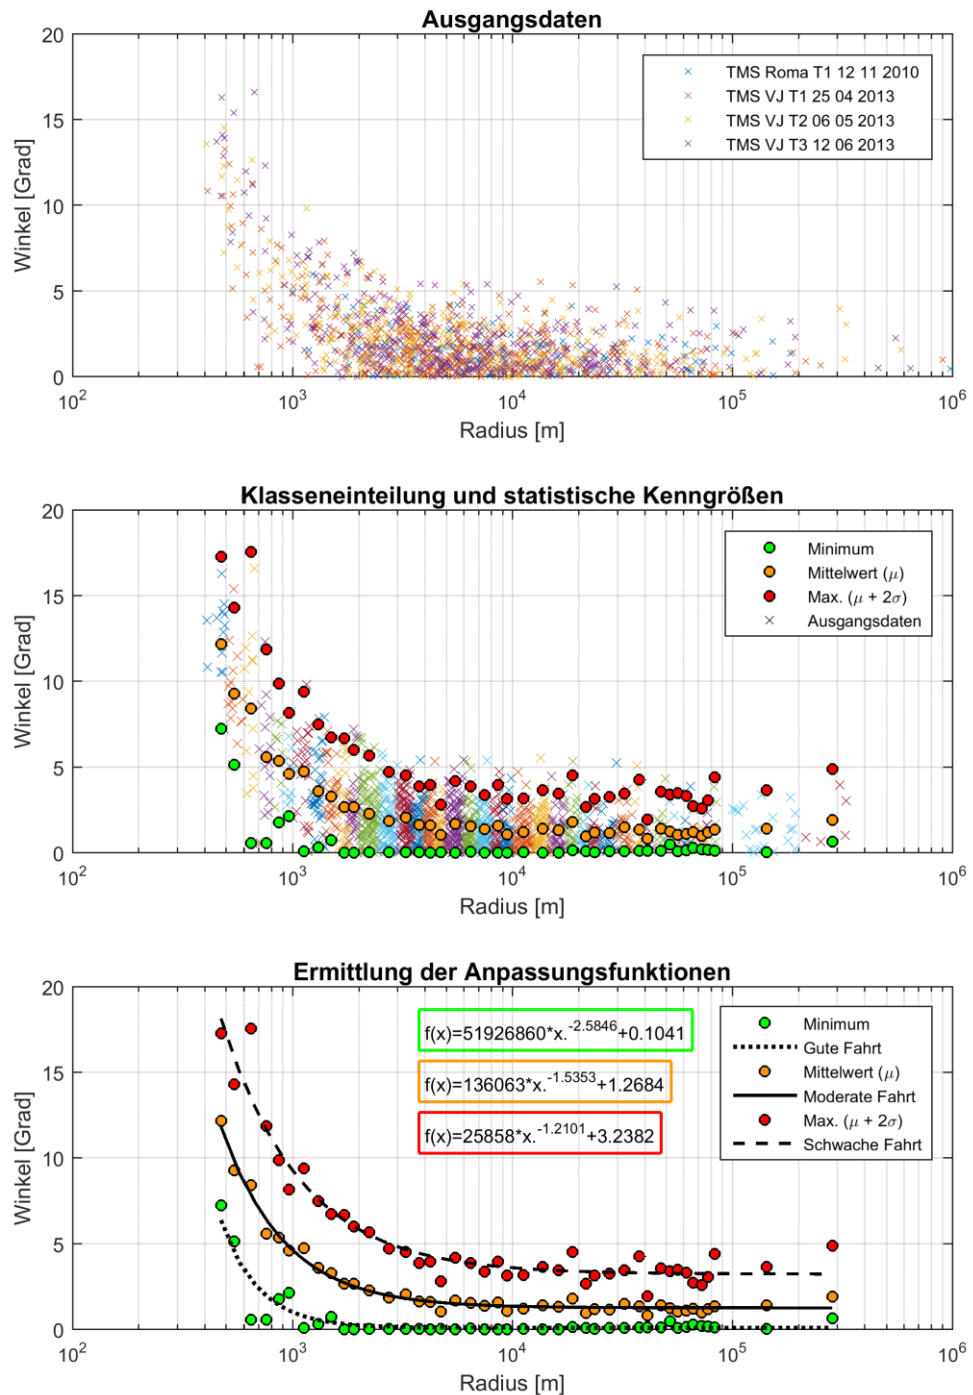 Ausgangsdaten
20
15
10
5
0
Winkel [Grad]
TMS Roma T1 12 11 2010
TMS VJ T1 25 04 2013
TMS VJ T2 06 05 2013
TMS VJ T3 12 06 2013
10^2 10^3 10^4 10^5 10^6
Radius [m]
Klasseneinteilung und statistische Kenngrößen
20
15
10
5
0
Winkel [Grad]
Minimum
Mittelwert (μ)
Max. (μ + 2σ)
Ausgangsdaten
10^2 10^3 10^4 10^5 10^6
Radius [m]
Ermittlung der Anpassungsfunktionen
20
15
10
5
0
Winkel [Grad]
f(x)=51926860*x.^-2.5846+0.1041
f(x)=136063*x.^-1.5353+1.2684
f(x)=25858*x.^-1.2101+3.2382
Minimum
Gute Fahrt
Mittelwert (μ)
Moderate Fahrt
Max. (μ + 2σ)
Schwache Fahrt
10^2 10^3 10^4 10^5 10^6
Radius [m]